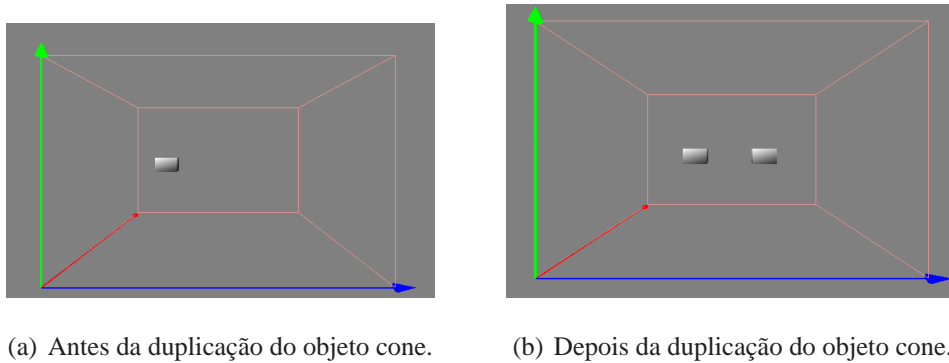 (a) Antes da duplicação do objeto cone.
(b) Depois da duplicação do objeto cone